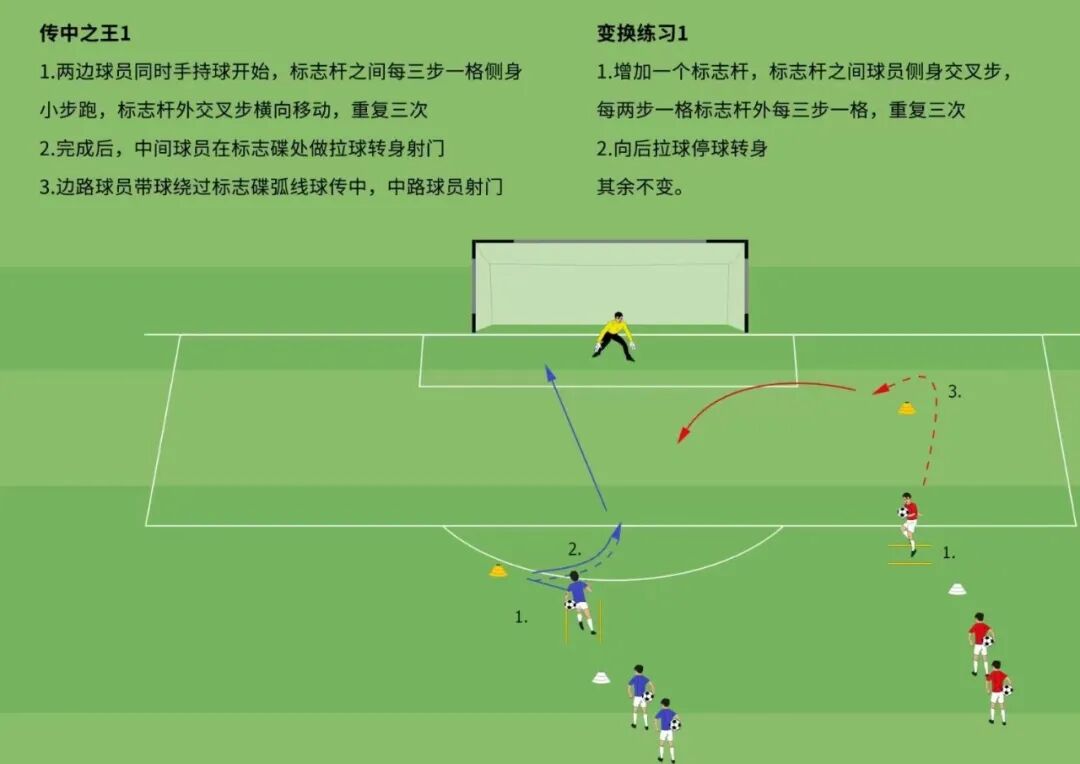 传中之王1
1.两边球员同时手持球开始，标志杆之间每三步一格侧身
小步跑，标志杆外交叉步横向移动，重复三次
2.完成后，中间球员在标志碟处做拉球转身射门
3.边路球员带球绕过标志碟弧线球传中，中路球员射门
变换练习1
1.增加一个标志杆，标志杆之间球员侧身交叉步，
每两步一格标志杆外每三步一格，重复三次
2.向后拉球停球转身
其余不变。
3.
2.
1.
1.